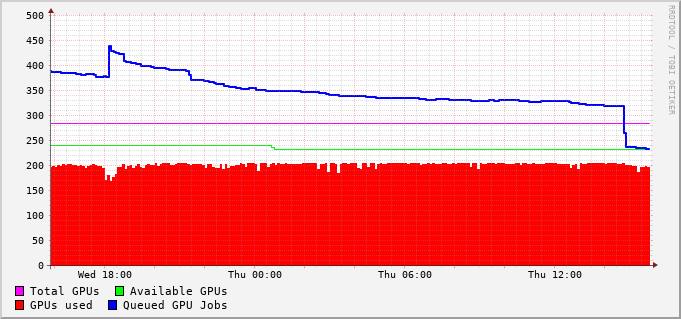 500
450
400
350
300
250
200
150
100
50
0
Wed 18:00 Thu 00:00 Thu 06:00 Thu 12:00
Total GPUs Available GPUs
GPUs used Queued GPU Jobs
RRDTOOL / TOBI OETIKER